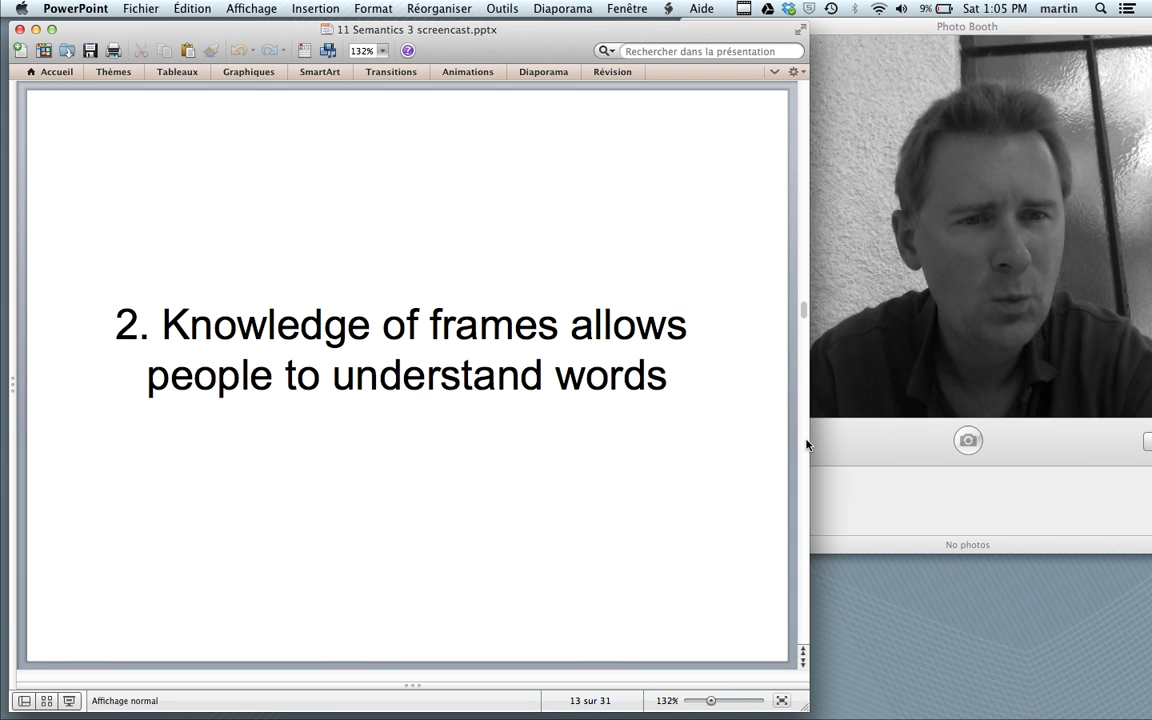 PowerPoint Fichier Édition Affichage Insertion Format Réorganiser Outils Diaporama Fenêtre Aide 9% Sat 1:05 PM martin
11 Semantics 3 screencast.pptx
Photo Booth
132% Rechercher dans la présentation
Accueil Thèmes Tableaux Graphiques SmartArt Transitions Animations Diaporama Révision
2. Knowledge of frames allows
people to understand words
No photos
Affichage normal 13 sur 31 132%